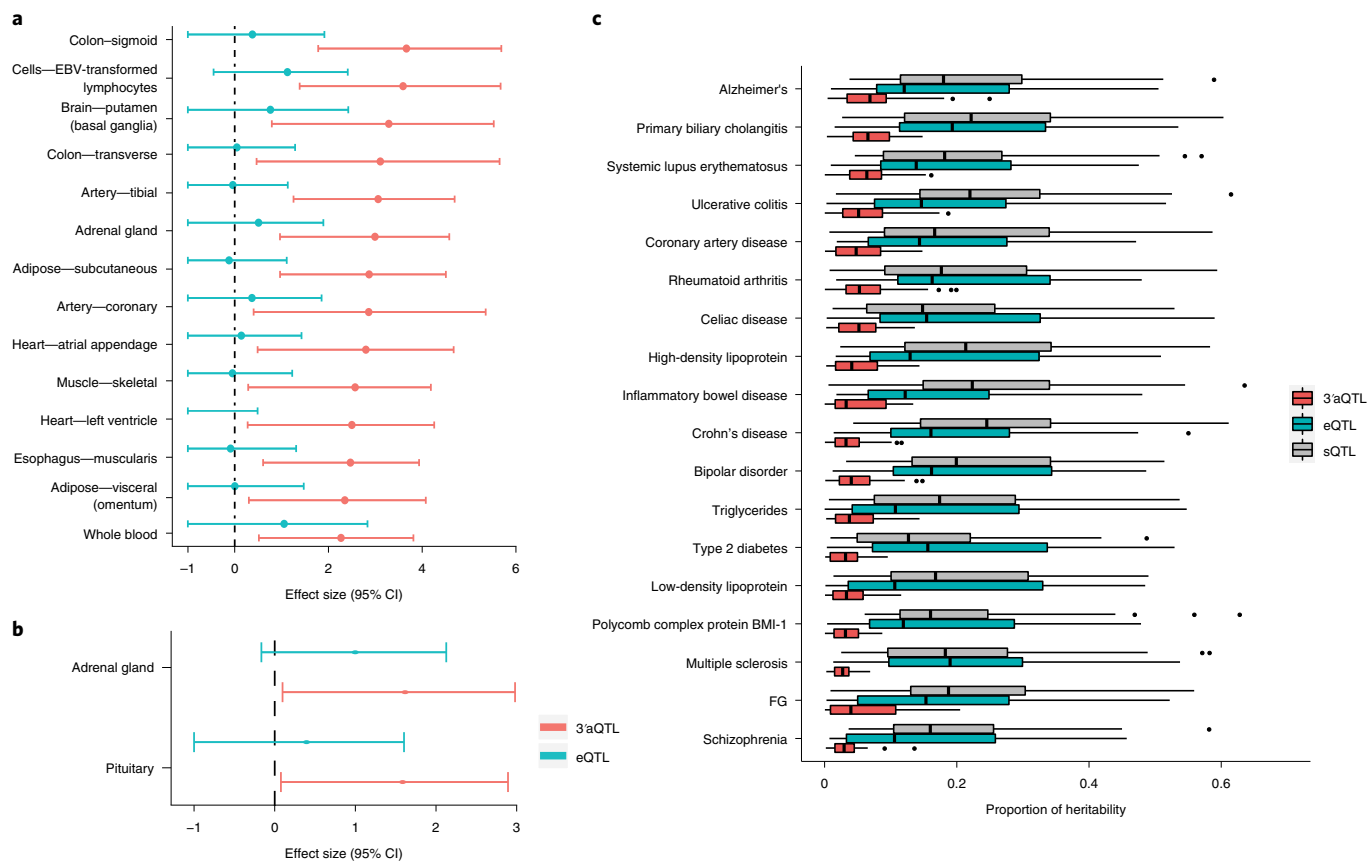 a
Colon–sigmoid
Cells—EBV-transformed
lymphocytes
Brain—putamen
(basal ganglia)
Colon—transverse
Artery—tibial
Adrenal gland
Adipose—subcutaneous
Artery—coronary
Heart—atrial appendage
Muscle—skeletal
Heart—left ventricle
Esophagus—muscularis
Adipose—visceral
(omentum)
Whole blood
−1 0 2 4 6
Effect size (95% CI)
b
Adrenal gland
Pituitary
−1 0 1 2 3
Effect size (95% CI)
3′aQTL
eQTL
c
Alzheimer's
Primary biliary cholangitis
Systemic lupus erythematosus
Ulcerative colitis
Coronary artery disease
Rheumatoid arthritis
Celiac disease
High-density lipoprotein
Inflammatory bowel disease
Crohn's disease
Bipolar disorder
Triglycerides
Type 2 diabetes
Low-density lipoprotein
Polycomb complex protein BMI-1
Multiple sclerosis
FG
Schizophrenia
0 0.2 0.4 0.6
Proportion of heritability
3′aQTL
eQTL
sQTL